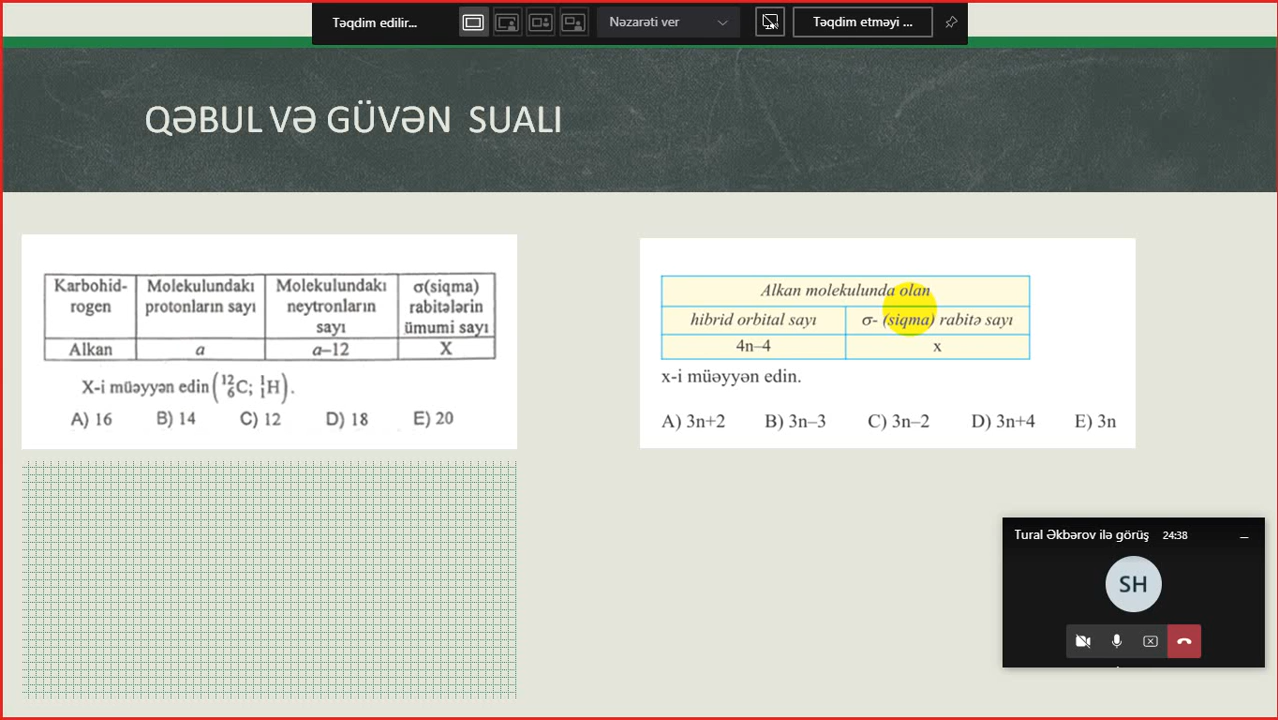 Təqdim edilir...
Nəzarəti ver
Təqdim etməyi ...
QƏBUL VƏ GÜVƏN SUALI
Karbohid-
rogen
Molekulundakı
protonların sayı
Molekulundakı
neytronların
sayı
σ(siqma)
rabitələrin
ümumi sayı
Alkan
a
a–12
X
X-i müəyyən edin (¹²₆C; ¹₁H).
A) 16 B) 14 C) 12 D) 18 E) 20
Alkan molekulunda olan
hibrid orbital sayı
σ- (siqma) rabitə sayı
4n–4
x
x-i müəyyən edin.
A) 3n+2 B) 3n–3 C) 3n–2 D) 3n+4 E) 3n
Tural Əkbərov ilə görüş 24:38
SH